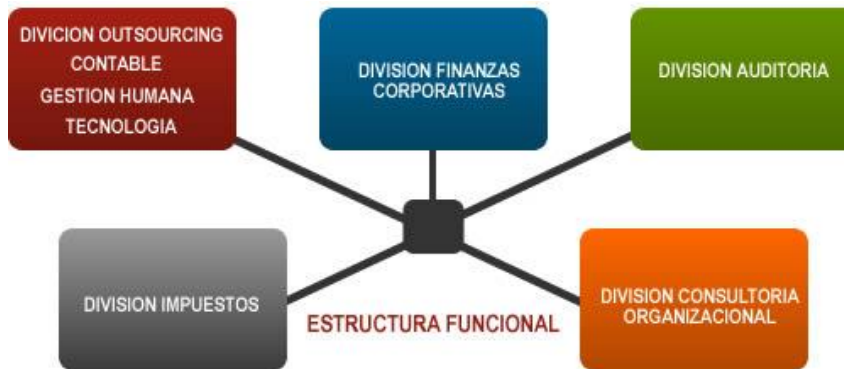 DIVICION OUTSOURCING
CONTABLE
GESTION HUMANA
TECNOLOGIA
DIVISION FINANZAS
CORPORATIVAS
DIVISION AUDITORIA
DIVISION IMPUESTOS
ESTRUCTURA FUNCIONAL
DIVISION CONSULTORIA
ORGANIZACIONAL